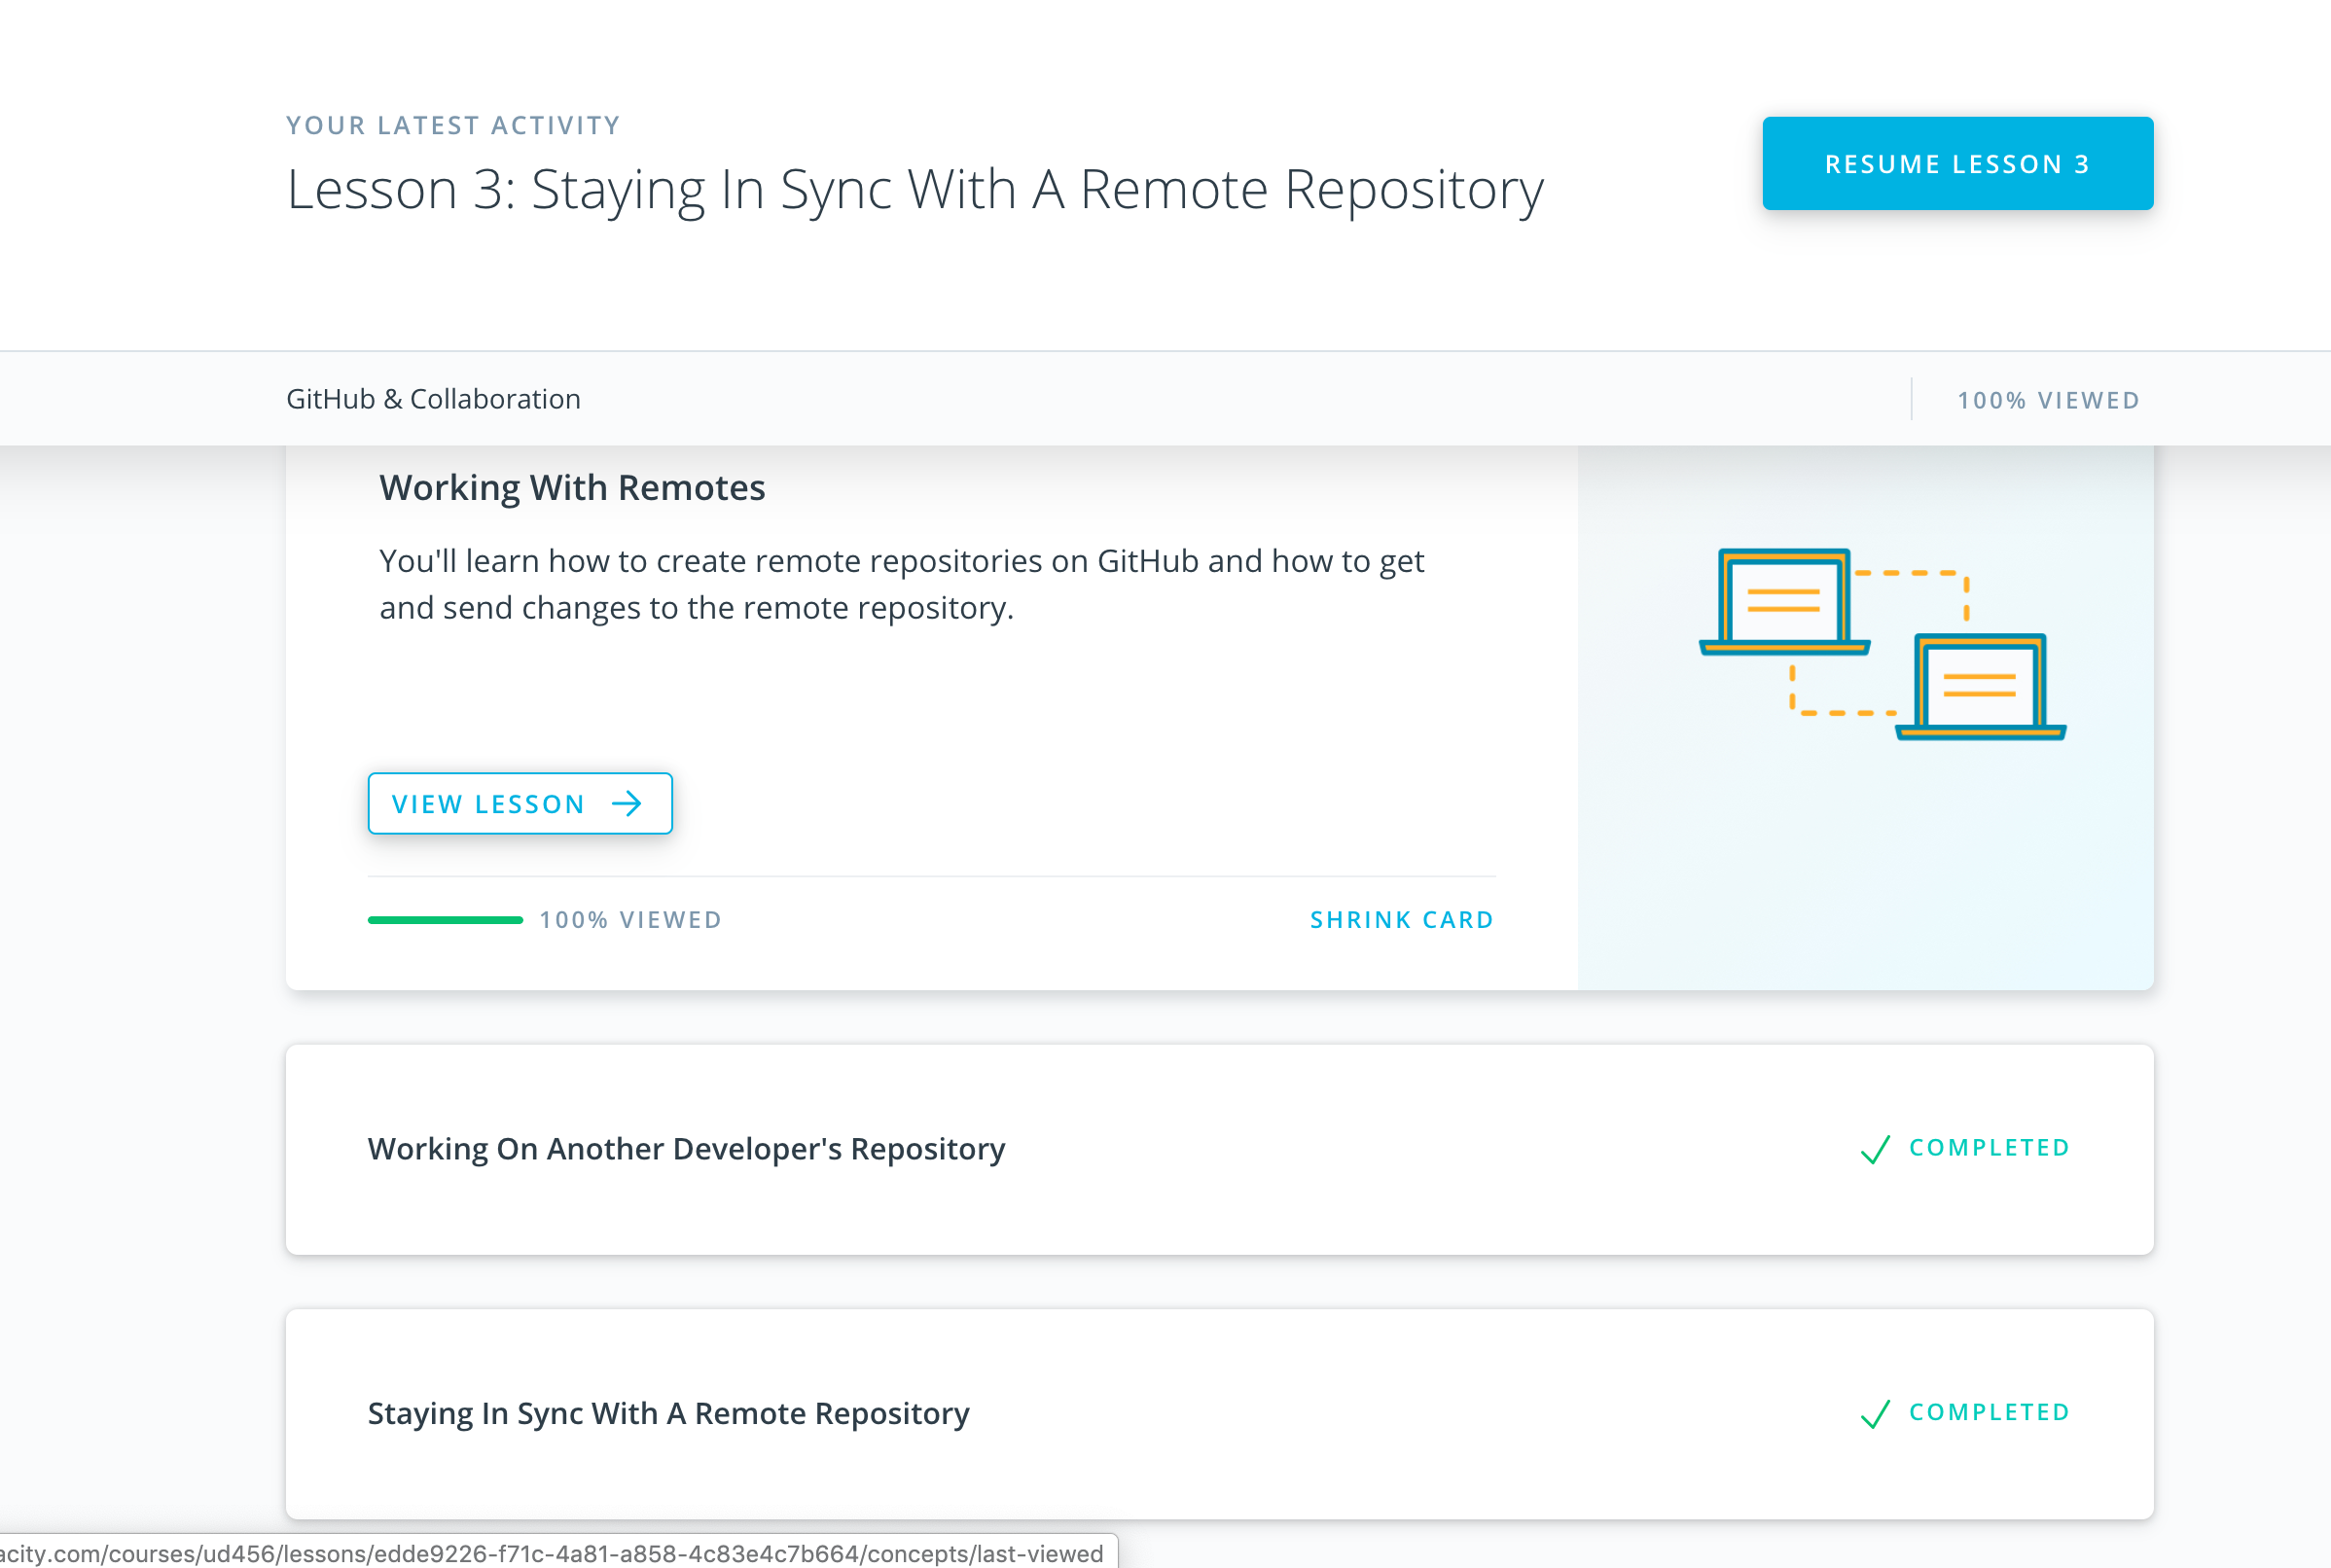 YOUR LATEST ACTIVITY
Lesson 3: Staying In Sync With A Remote Repository
RESUME LESSON 3
GitHub & Collaboration
100% VIEWED
Working With Remotes
You'll learn how to create remote repositories on GitHub and how to get
and send changes to the remote repository.
VIEW LESSON
100% VIEWED
SHRINK CARD
Working On Another Developer's Repository
COMPLETED
Staying In Sync With A Remote Repository
COMPLETED
acity.com/courses/ud456/lessons/edde9226-f71c-4a81-a858-4c83e4c7b664/concepts/last-viewed